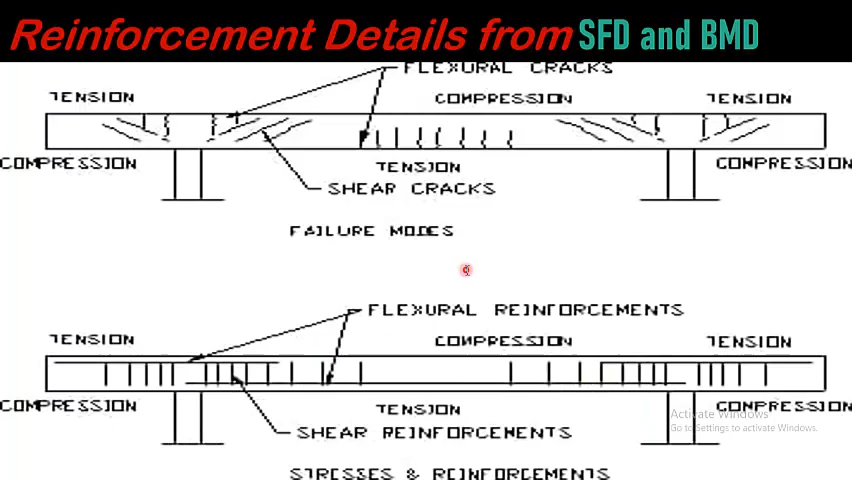 Reinforcement Details from SFD and BMD
FLEXURAL CRACKS
TENSION COMPRESSION TENSION
COMPRESSION TENSION COMPRESSION
SHEAR CRACKS
FAILURE MODES
FLEXURAL REINFORCEMENTS
TENSION COMPRESSION TENSION
COMPRESSION TENSION COMPRESSION
Activate Windows
Go to Settings to activate Windows.
SHEAR REINFORCEMENTS
STRESSES & REINFORCEMENTS